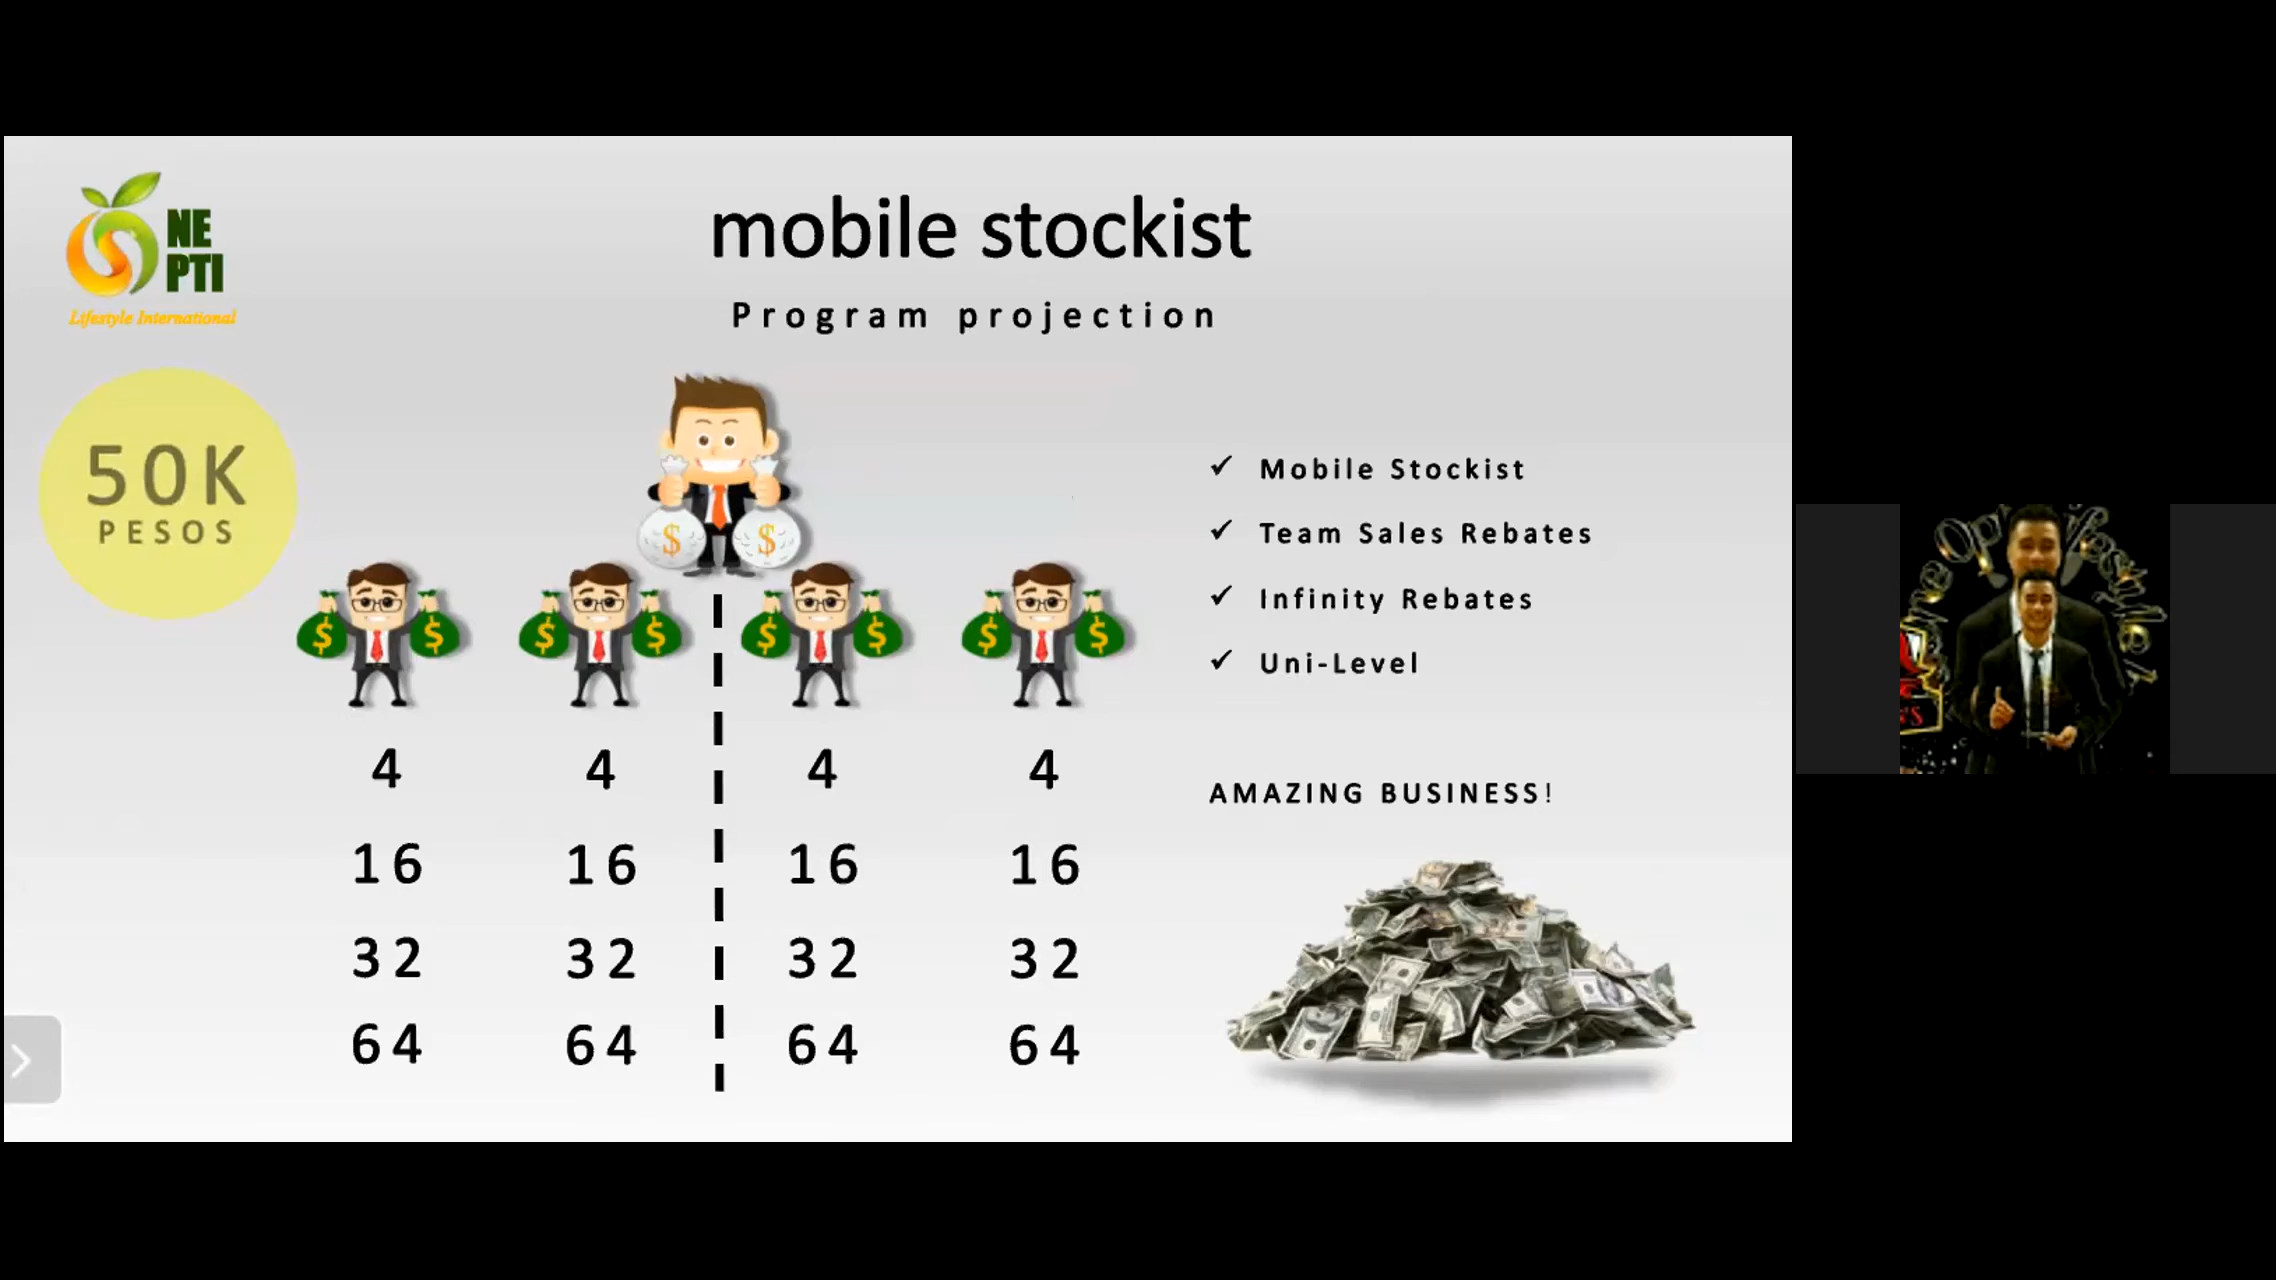 NE
PTI
Lifestyle International
mobile stockist
Program projection
50K
PESOS
$ $
$ $ $ $ $ $ $ $
✓ Mobile Stockist
✓ Team Sales Rebates
✓ Infinity Rebates
✓ Uni-Level
4 4 4 4
AMAZING BUSINESS!
16 16 16 16
32 32 32 32
64 64 64 64